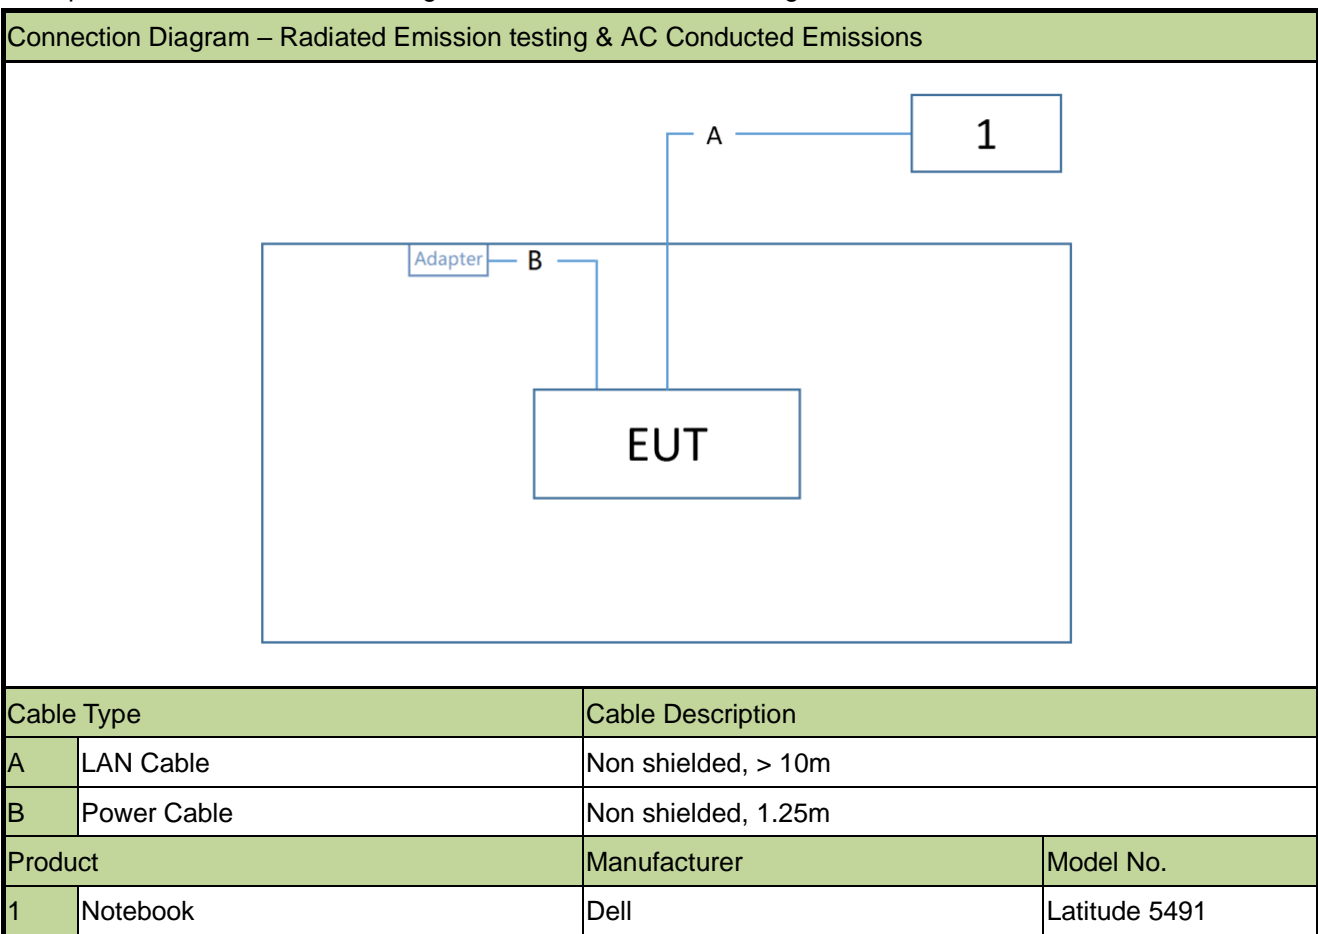 Connection Diagram – Radiated Emission testing & AC Conducted Emissions
A
1
Adapter
B
EUT
Cable Type Cable Description
A LAN Cable Non shielded, > 10m
B Power Cable Non shielded, 1.25m
Product Manufacturer Model No.
1 Notebook Dell Latitude 5491